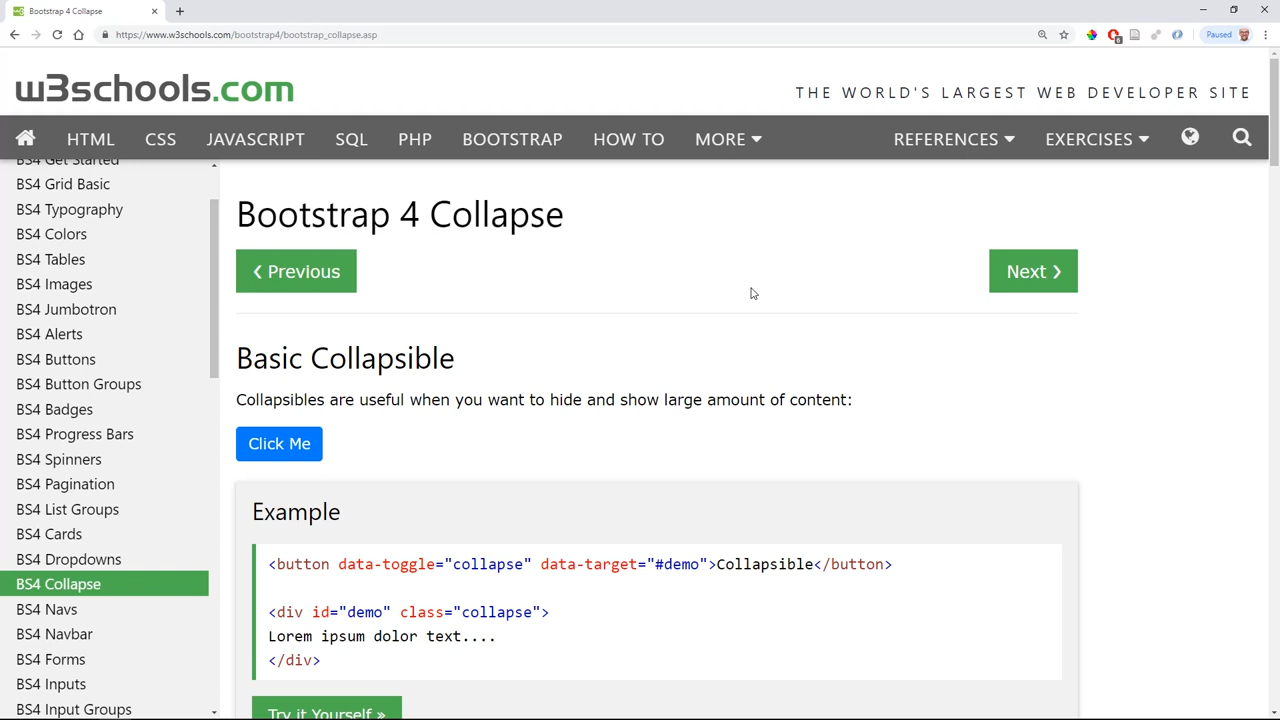 Bootstrap 4 Collapse
https://www.w3schools.com/bootstrap4/bootstrap_collapse.asp
Paused
w3schools.com
THE WORLD'S LARGEST WEB DEVELOPER SITE
HTML CSS JAVASCRIPT SQL PHP BOOTSTRAP HOW TO MORE REFERENCES EXERCISES
BS4 Get Started
BS4 Grid Basic
BS4 Typography
BS4 Colors
BS4 Tables
BS4 Images
BS4 Jumbotron
BS4 Alerts
BS4 Buttons
BS4 Button Groups
BS4 Badges
BS4 Progress Bars
BS4 Spinners
BS4 Pagination
BS4 List Groups
BS4 Cards
BS4 Dropdowns
BS4 Collapse
BS4 Navs
BS4 Navbar
BS4 Forms
BS4 Inputs
BS4 Input Groups
Bootstrap 4 Collapse
❮ Previous
Next ❯
Basic Collapsible
Collapsibles are useful when you want to hide and show large amount of content:
Click Me
Example
<button data-toggle="collapse" data-target="#demo">Collapsible</button>
<div id="demo" class="collapse">
Lorem ipsum dolor text....
</div>
Try it Yourself »